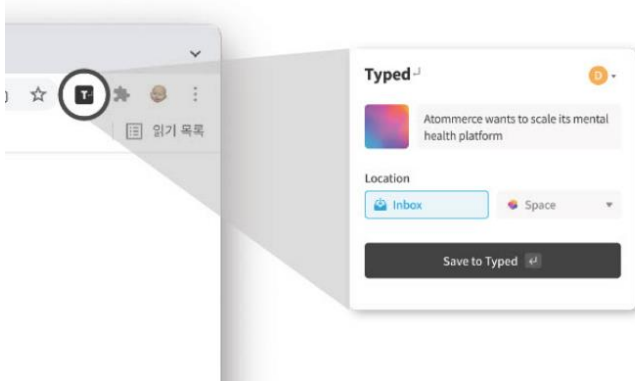 Typed
D
Atommerce wants to scale its mental
health platform
Location
Inbox
Space
Save to Typed
T
읽기 목록